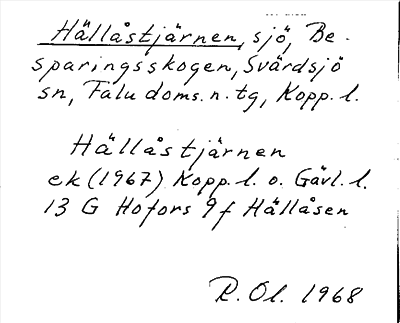 Hällåstjärnen, sjö, Be-
sparingsskogen, Svärdsjö
sn, Falu doms.n.tg, Kopp.l.
Hällåstjärnen
ek (1967) Kopp.l. o. Gävl.l.
13 G Hofors 9f Hällåsen
R. Ol. 1968